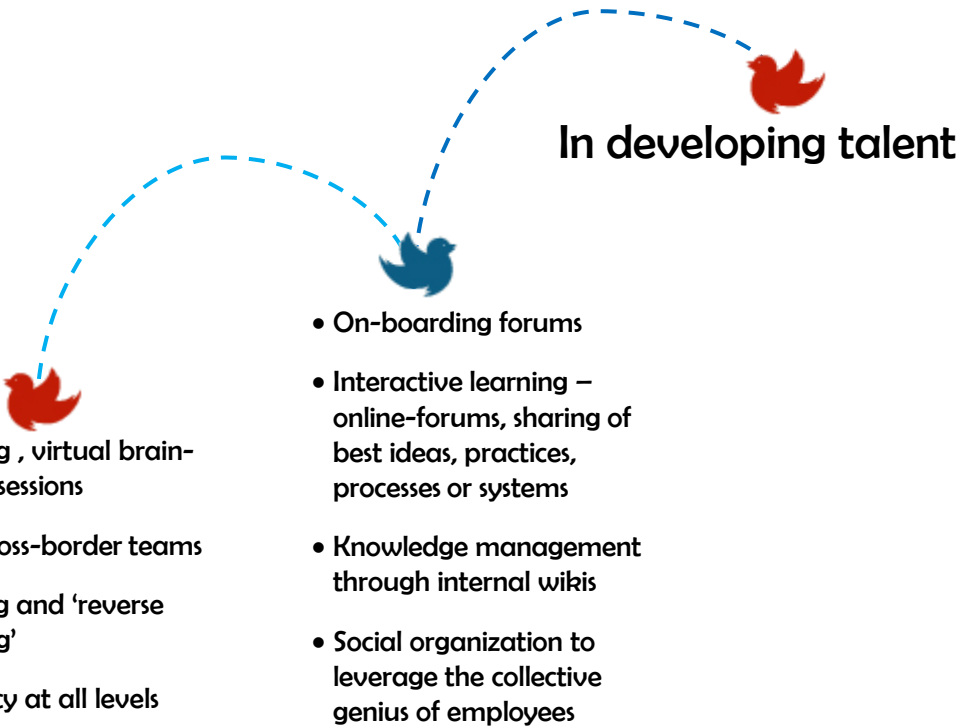 In developing talent
g , virtual brain-
sessions
oss-border teams
g and ‘reverse
g’
cy at all levels
• On-boarding forums
• Interactive learning –
online-forums, sharing of
best ideas, practices,
processes or systems
• Knowledge management
through internal wikis
• Social organization to
leverage the collective
genius of employees